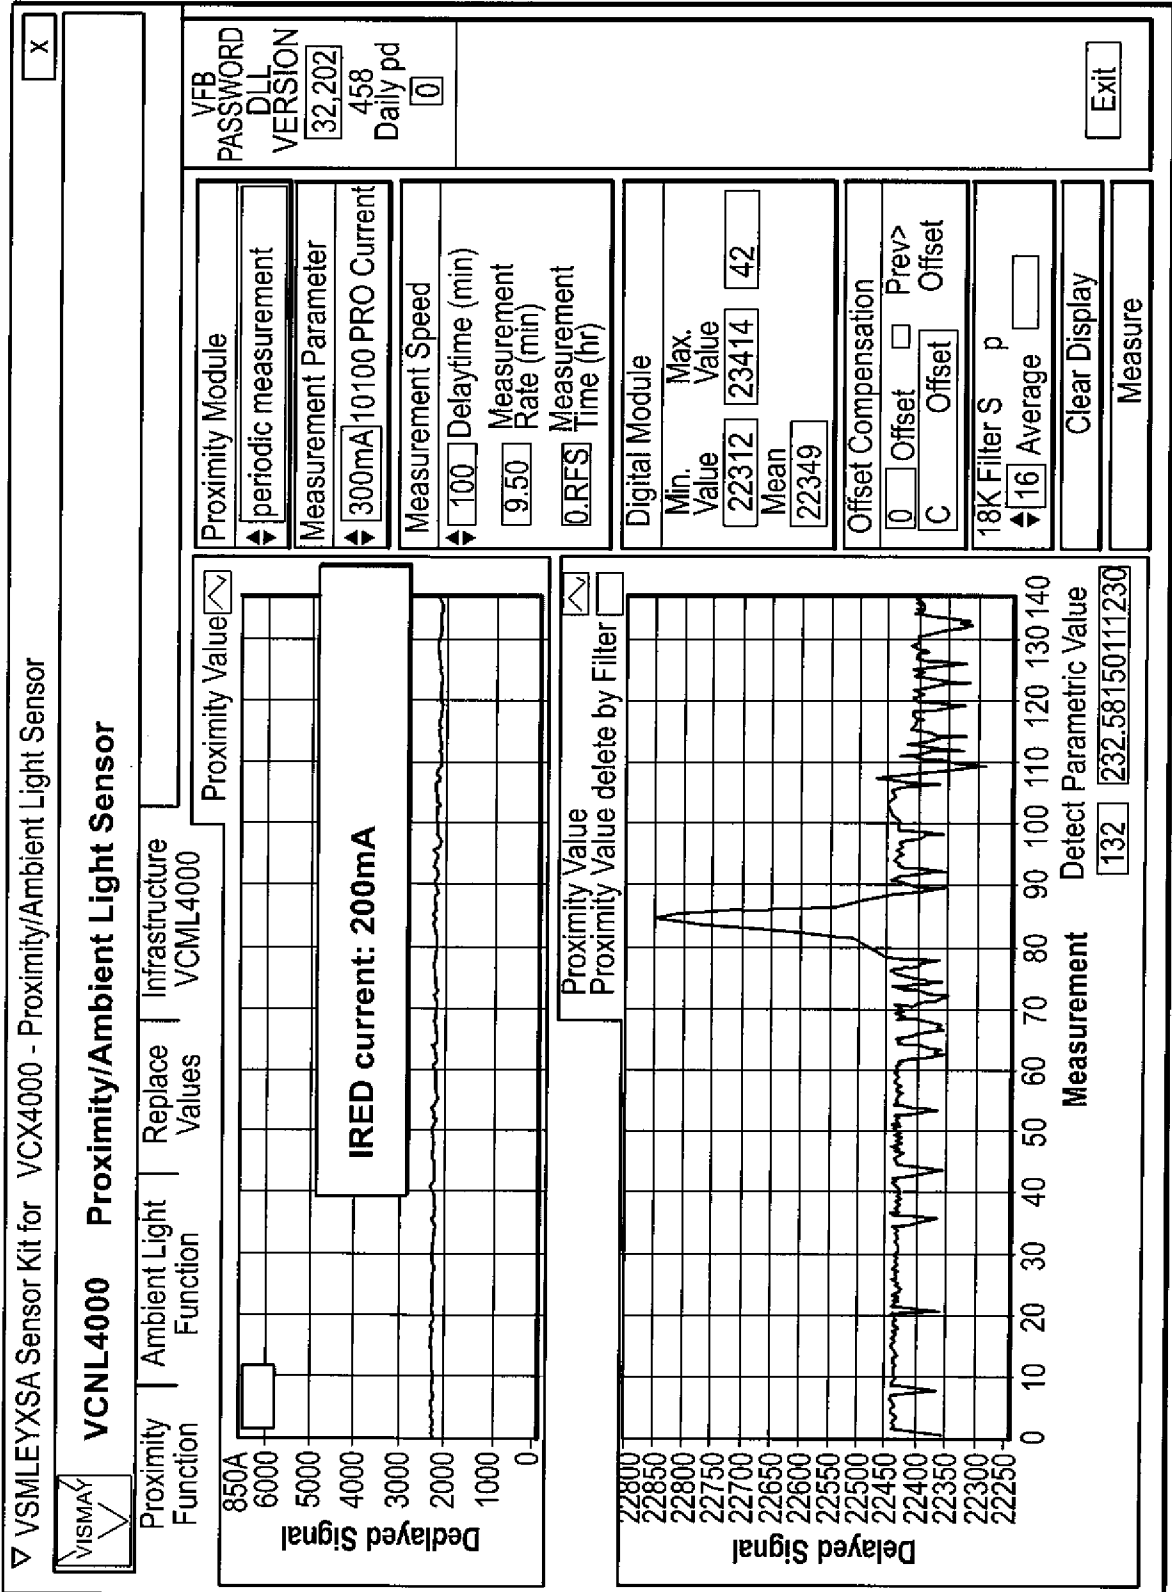 ▽ VSMLEYXSA Sensor Kit for VCX4000 - Proximity/Ambient Light Sensor
X
VISMAY
VCNL4000 Proximity/Ambient Light Sensor
Proximity Function
Ambient Light Function
Replace Values
Infrastructure VCML4000
VFB
PASSWORD
DLL
VERSION
32,202
458
Daily pd
0
Exit
Proximity Value
850A
6000
5000
4000
3000
2000
1000
0
Dedlayed Signal
IRED current: 200mA
Proximity Module
periodic measurement
Measurement Parameter
300mA 10100 PRO Current
Measurement Speed
100 Delaytime (min)
9.50 Measurement Rate (min)
0.RFS Measurement Time (hr)
Proximity Value
Proximity Value delete by Filter
22800
22850
22800
22750
22700
22650
22600
22550
22500
22450
22400
22350
22300
22250
Delayed Signal
0 10 20 30 40 50 60 70 80 90 100 110 120 130 140
Measurement
Detect Parametric Value
132 232.58150111230
Digital Module
Min. Value Max. Value
22312 23414 42
Mean
22349
Offset Compensation
0 Offset Prev>
C Offset Offset
18K Filter S p
16 Average
Clear Display
Measure